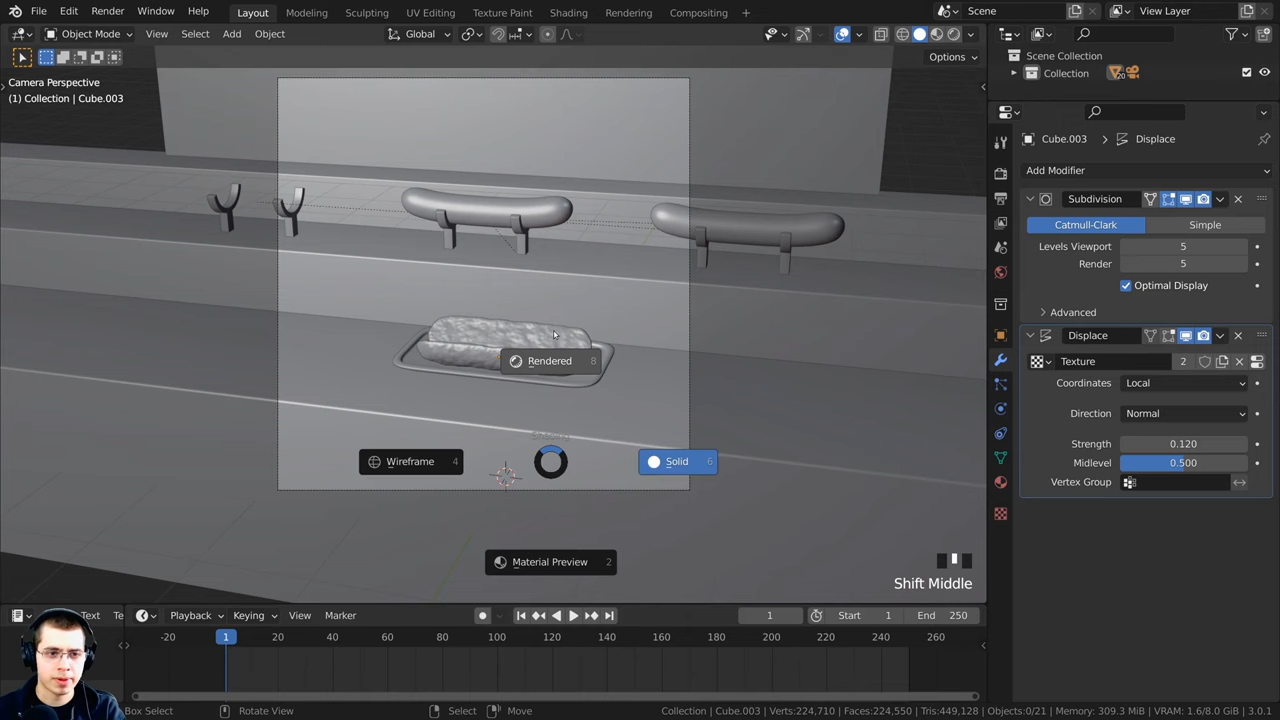 File Edit Render Window Help Layout Modeling Sculpting UV Editing Texture Paint Shading Rendering Compositing Scene View Layer
Object Mode View Select Add Object Global
Options
Camera Perspective
(1) Collection | Cube.003
Scene Collection
Collection 20
Cube.003 Displace
Add Modifier
Subdivision
Catmull-Clark Simple
Levels Viewport 5
Render 5
Optimal Display
Advanced
Displace
Texture 2
Coordinates Local
Direction Normal
Strength 0.120
Midlevel 0.500
Vertex Group
Rendered 8
Wireframe 4
Solid 6
Material Preview 2
Shift Middle
Text Te Playback Keying View Marker 1 Start 1 End 250
-20 1 20 40 60 80 100 120 140 160 180 200 220 240 260
Box Select Rotate View Select Move Collection | Cube.003 | Verts:224,710 | Faces:224,550 | Tris:449,128 | Objects:0/21 | Memory: 309.3 MiB | VRAM: 1.6/8.0 GiB | 3.0.1